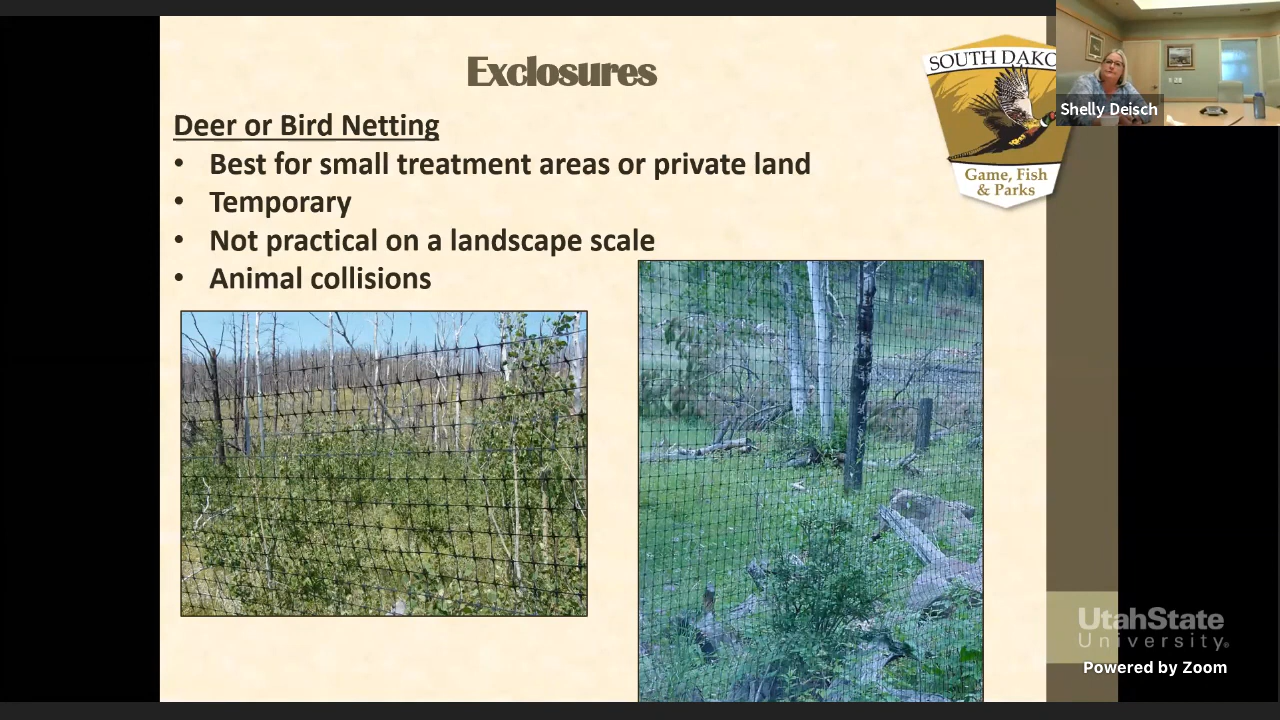 Exclosures
SOUTH DAKO
Shelly Deisch
Deer or Bird Netting
• Best for small treatment areas or private land
• Temporary
• Not practical on a landscape scale
• Animal collisions
Game, Fish
& Parks
UtahState
University
Powered by Zoom